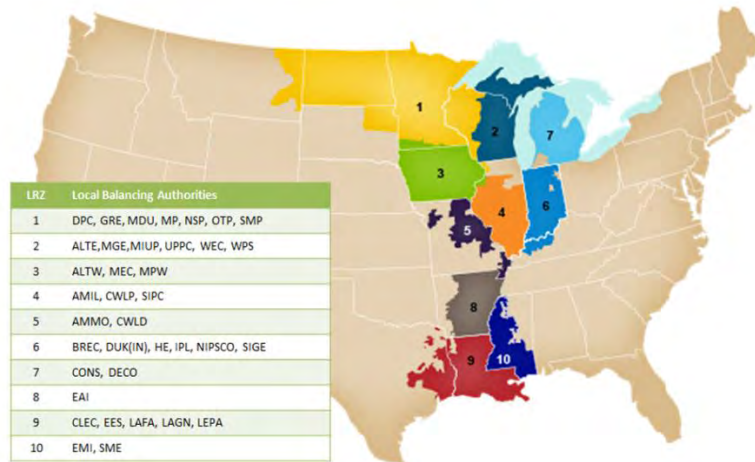 1
2
7
3
4
6
5
8
10
9
LRZ Local Balancing Authorities
1 DPC, GRE, MDU, MP, NSP, OTP, SMP
2 ALTE,MGE,MIUP, UPPC, WEC, WPS
3 ALTW, MEC, MPW
4 AMIL, CWLP, SIPC
5 AMMO, CWLD
6 BREC, DUK(IN), HE, IPL, NIPSCO, SIGE
7 CONS, DECO
8 EAI
9 CLEC, EES, LAFA, LAGN, LEPA
10 EMI, SME